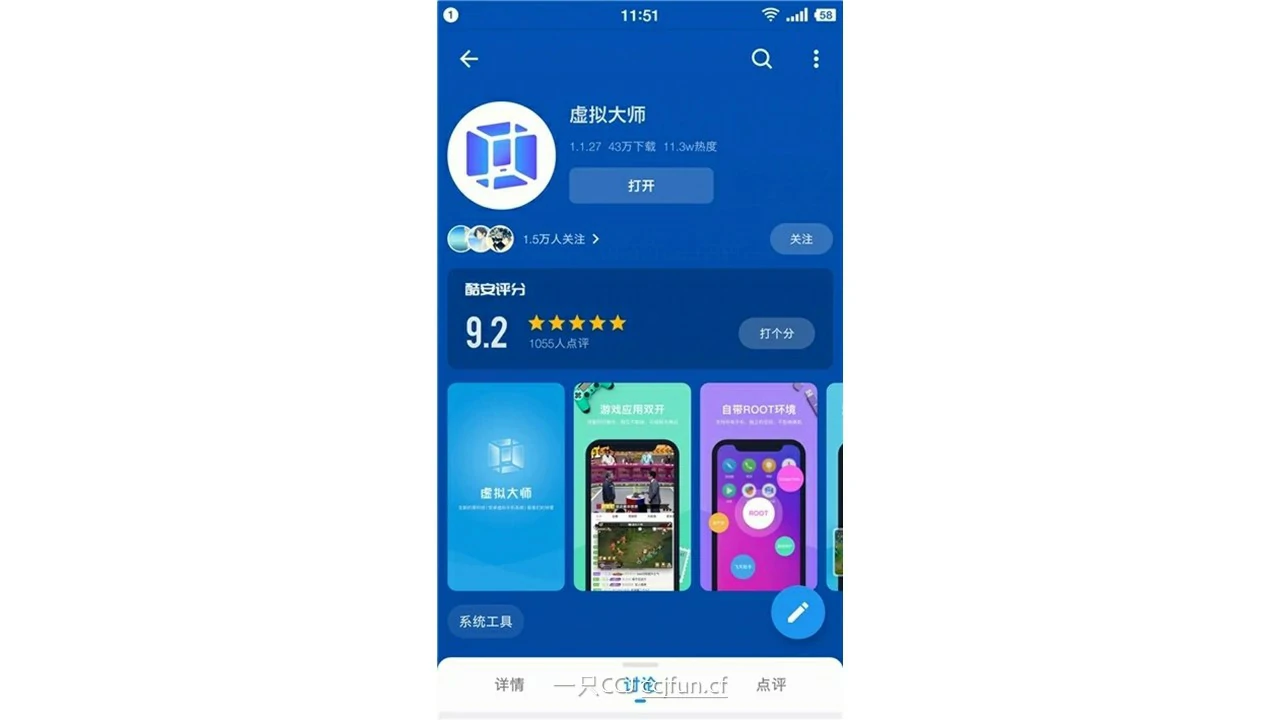 1
11:51
58
虚拟大师
1.1.27 43万下载 11.3w热度
打开
1.5万人关注
关注
酷安评分
9.2
1055人点评
打个分
游戏应用双开
自带ROOT环境
虚拟大师
ROOT
系统工具
详情
讨论
点评
一只CC ccjfun.cf